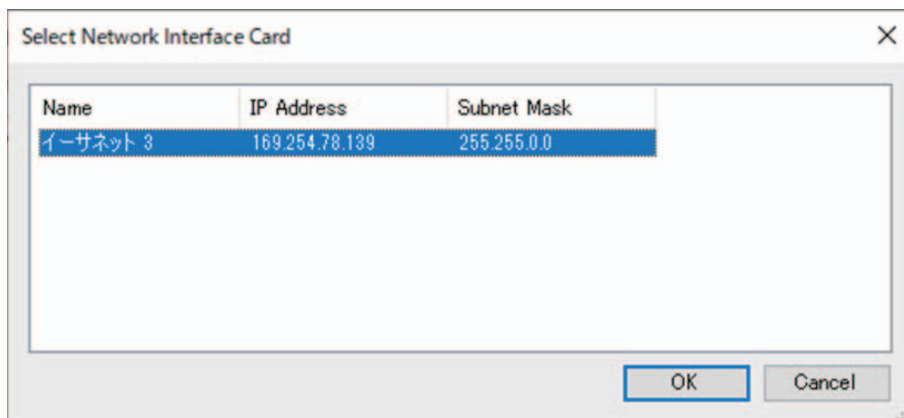 Select Network Interface Card
Name IP Address Subnet Mask
イーサネット 3 169.254.78.139 255.255.0.0
OK Cancel